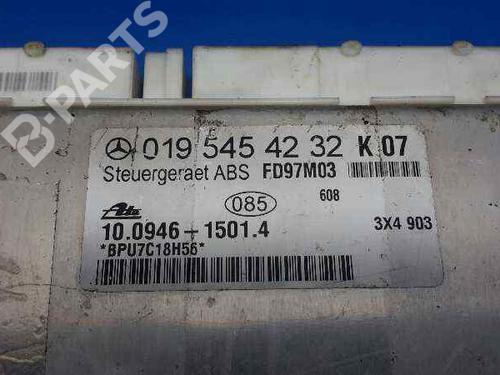 B-PARTS
019 545 42 32 K 07
Steuergeraet ABS FD97M03
085
608
Ate
10.0946-1501.4
3X4 903
*BPU7C18H56*